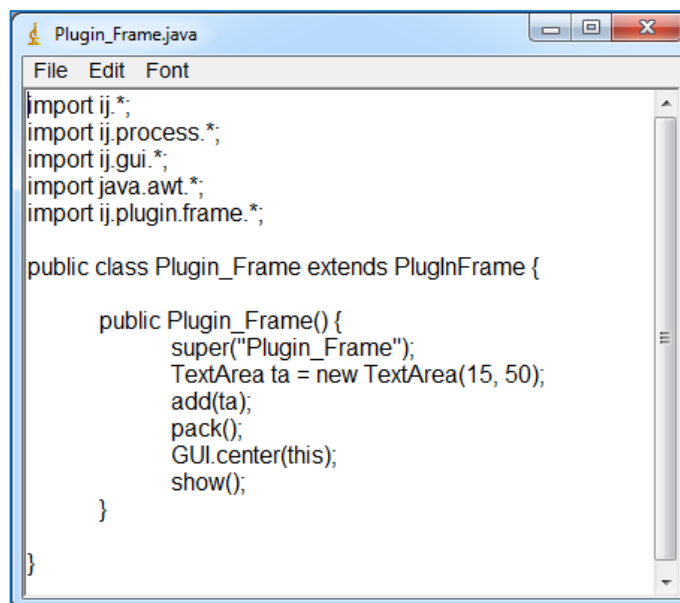 Plugin_Frame.java
File Edit Font
import ij.*;
import ij.process.*;
import ij.gui.*;
import java.awt.*;
import ij.plugin.frame.*;
public class Plugin_Frame extends PlugInFrame {
public Plugin_Frame() {
super("Plugin_Frame");
TextArea ta = new TextArea(15, 50);
add(ta);
pack();
GUI.center(this);
show();
}
}